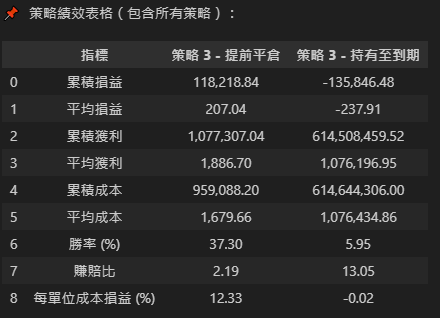 📌 策略績效表格（包含所有策略）：
指標 策略 3 - 提前平倉 策略 3 - 持有至到期
0 累積損益 118,218.84 -135,846.48
1 平均損益 207.04 -237.91
2 累積獲利 1,077,307.04 614,508,459.52
3 平均獲利 1,886.70 1,076,196.95
4 累積成本 959,088.20 614,644,306.00
5 平均成本 1,679.66 1,076,434.86
6 勝率 (%) 37.30 5.95
7 賺賠比 2.19 13.05
8 每單位成本損益 (%) 12.33 -0.02